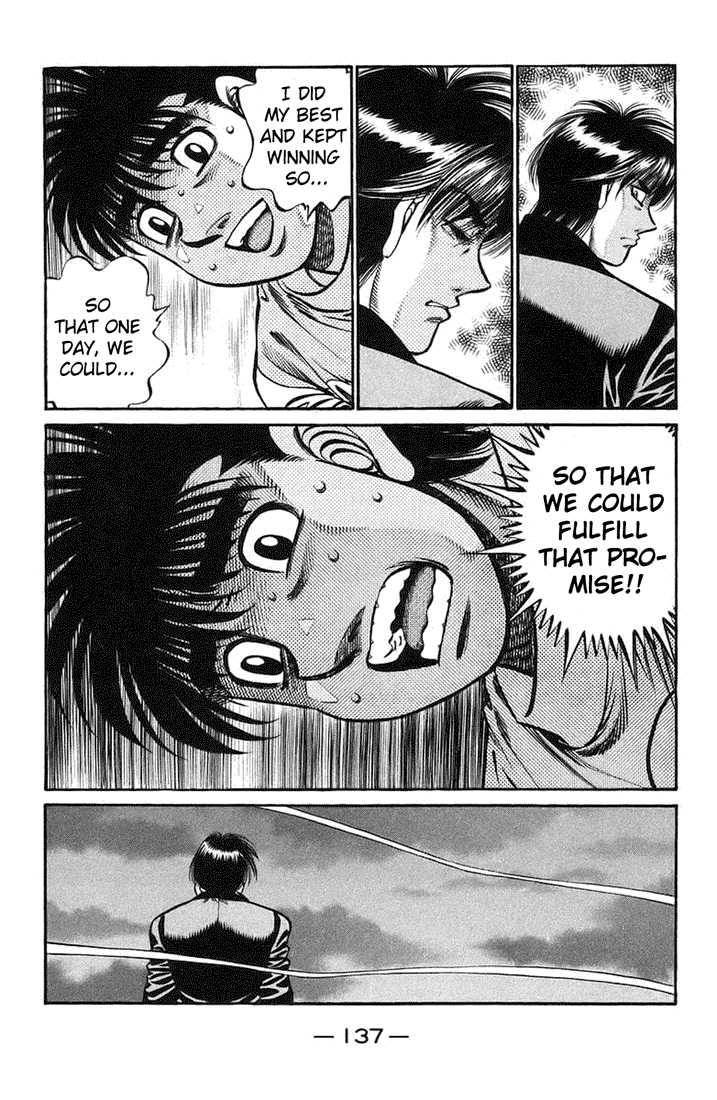 I DID
MY BEST
AND KEPT
WINNING
SO...
SO
THAT ONE
DAY, WE
COULD...
SO THAT
WE COULD
FULFILL
THAT PRO-
MISE!!
— 137 —